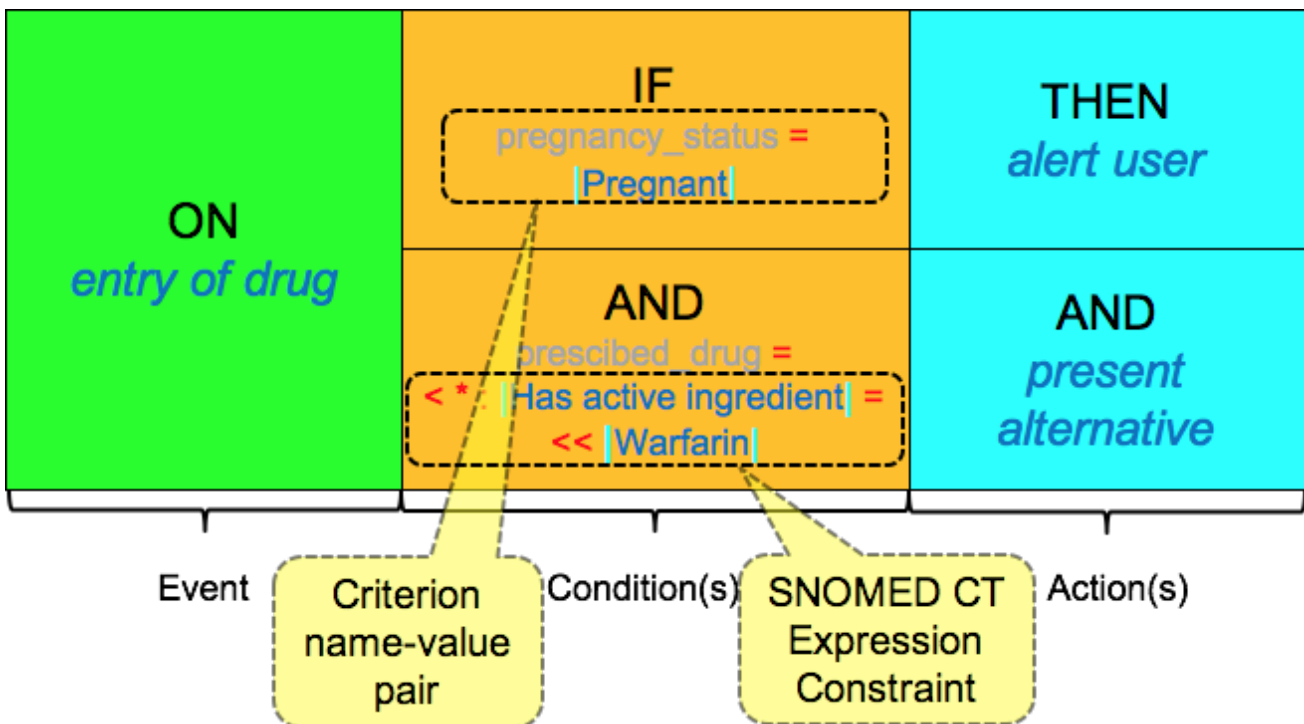 ON
entry of drug
IF
pregnancy_status =
|Pregnant|
AND
prescibed_drug =
< * : |Has active ingredient| =
<< |Warfarin|
THEN
alert user
AND
present
alternative
Event
Criterion
name-value
pair
Condition(s)
SNOMED CT
Expression
Constraint
Action(s)